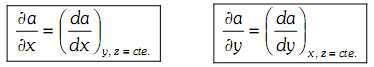 ∂a/∂x = (da/dx) y, z = cte.
∂a/∂y = (da/dy) x, z = cte.